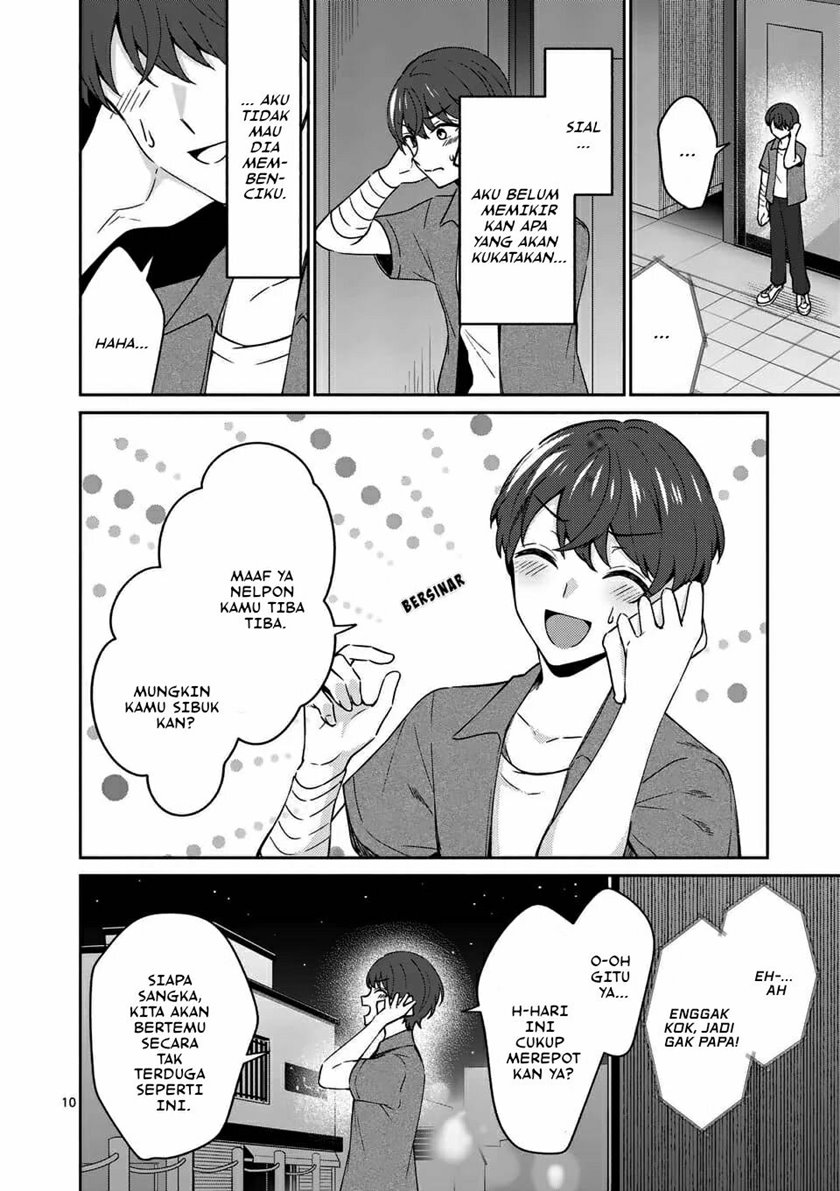 ...
...
SIAL
AKU BELUM
MEMIKIR
KAN APA
YANG AKAN
KUKATAKAN...
... AKU
TIDAK
MAU
DIA
MEM-
BEN-
CIKU.
HAHA...
MAAF YA
NELPON
KAMU TIBA
TIBA.
MUNGKIN
KAMU SIBUK
KAN?
BERSINAR
EH-...
AH
ENGGAK
KOK, JADI
GAK PAPA!
O-OH
GITU
YA...
H-HARI
INI
CUKUP
MEREPOT
KAN YA?
SIAPA
SANGKA,
KITA AKAN
BERTEMU
SECARA
TAK
TERDUGA
SEPERTI
INI.
10